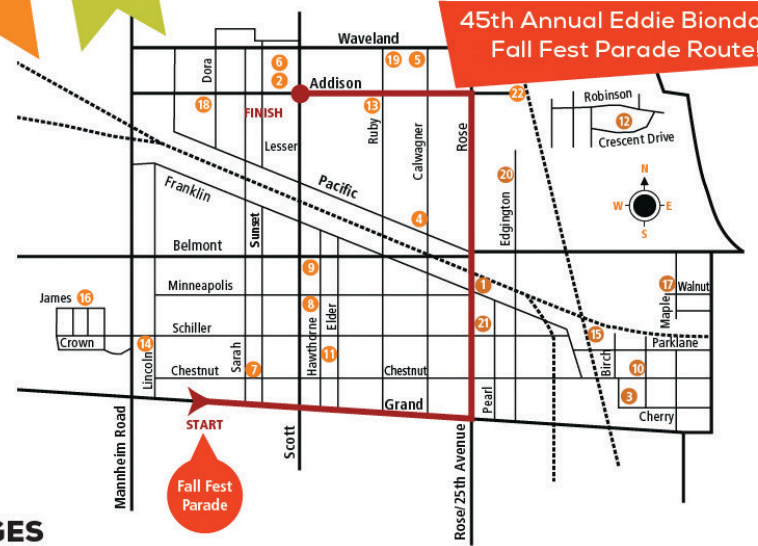 45th Annual Eddie Biondo
Fall Fest Parade Route!
Waveland
Dora
6
19
5
2
Addison
18
FINISH
13
22
Robinson
12
Crescent Drive
Lesser
Ruby
Calwagner
Rose
Pacific
Franklin
20
Edgington
N
W
E
S
Sunset
4
Belmont
9
Minneapolis
1
17
Walnut
James
16
8
Maple
Schiller
Hawthorne
Elder
21
15
Crown
14
Parklane
Lincoln
Chestnut
Sarah
7
11
Chestnut
Birch
10
3
Grand
Pearl
Cherry
START
Mannheim Road
Scott
Rose/25th Avenue
Fall Fest
Parade
GES